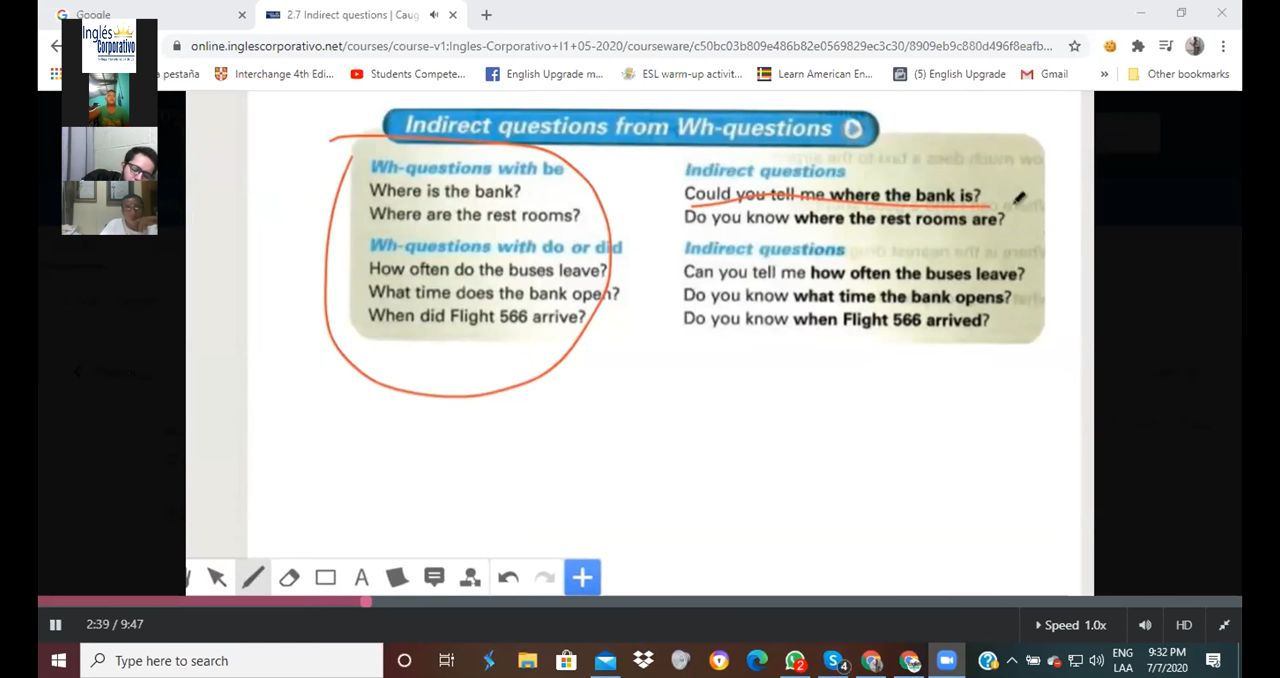 Google
2.7 Indirect questions | Caug
online.inglescorporativo.net/courses/course-v1:Ingles-Corporativo+I1+05-2020/courseware/c50bc03b809e486b82e0569829ec3c30/8909eb9c880d496f8eafb...
Inglés
Corporativo
a pestaña
Interchange 4th Edi...
Students Compete...
English Upgrade m...
ESL warm-up activit...
Learn American En...
(5) English Upgrade
Gmail
»
Other bookmarks
Indirect questions from Wh-questions
Wh-questions with be
Where is the bank?
Where are the rest rooms?
Wh-questions with do or did
How often do the buses leave?
What time does the bank open?
When did Flight 566 arrive?
Indirect questions
Could you tell me where the bank is?
Do you know where the rest rooms are?
Indirect questions
Can you tell me how often the buses leave?
Do you know what time the bank opens?
Do you know when Flight 566 arrived?
A
2:39 / 9:47
Speed 1.0x
HD
Type here to search
2
4
ENG
LAA
9:32 PM
7/7/2020